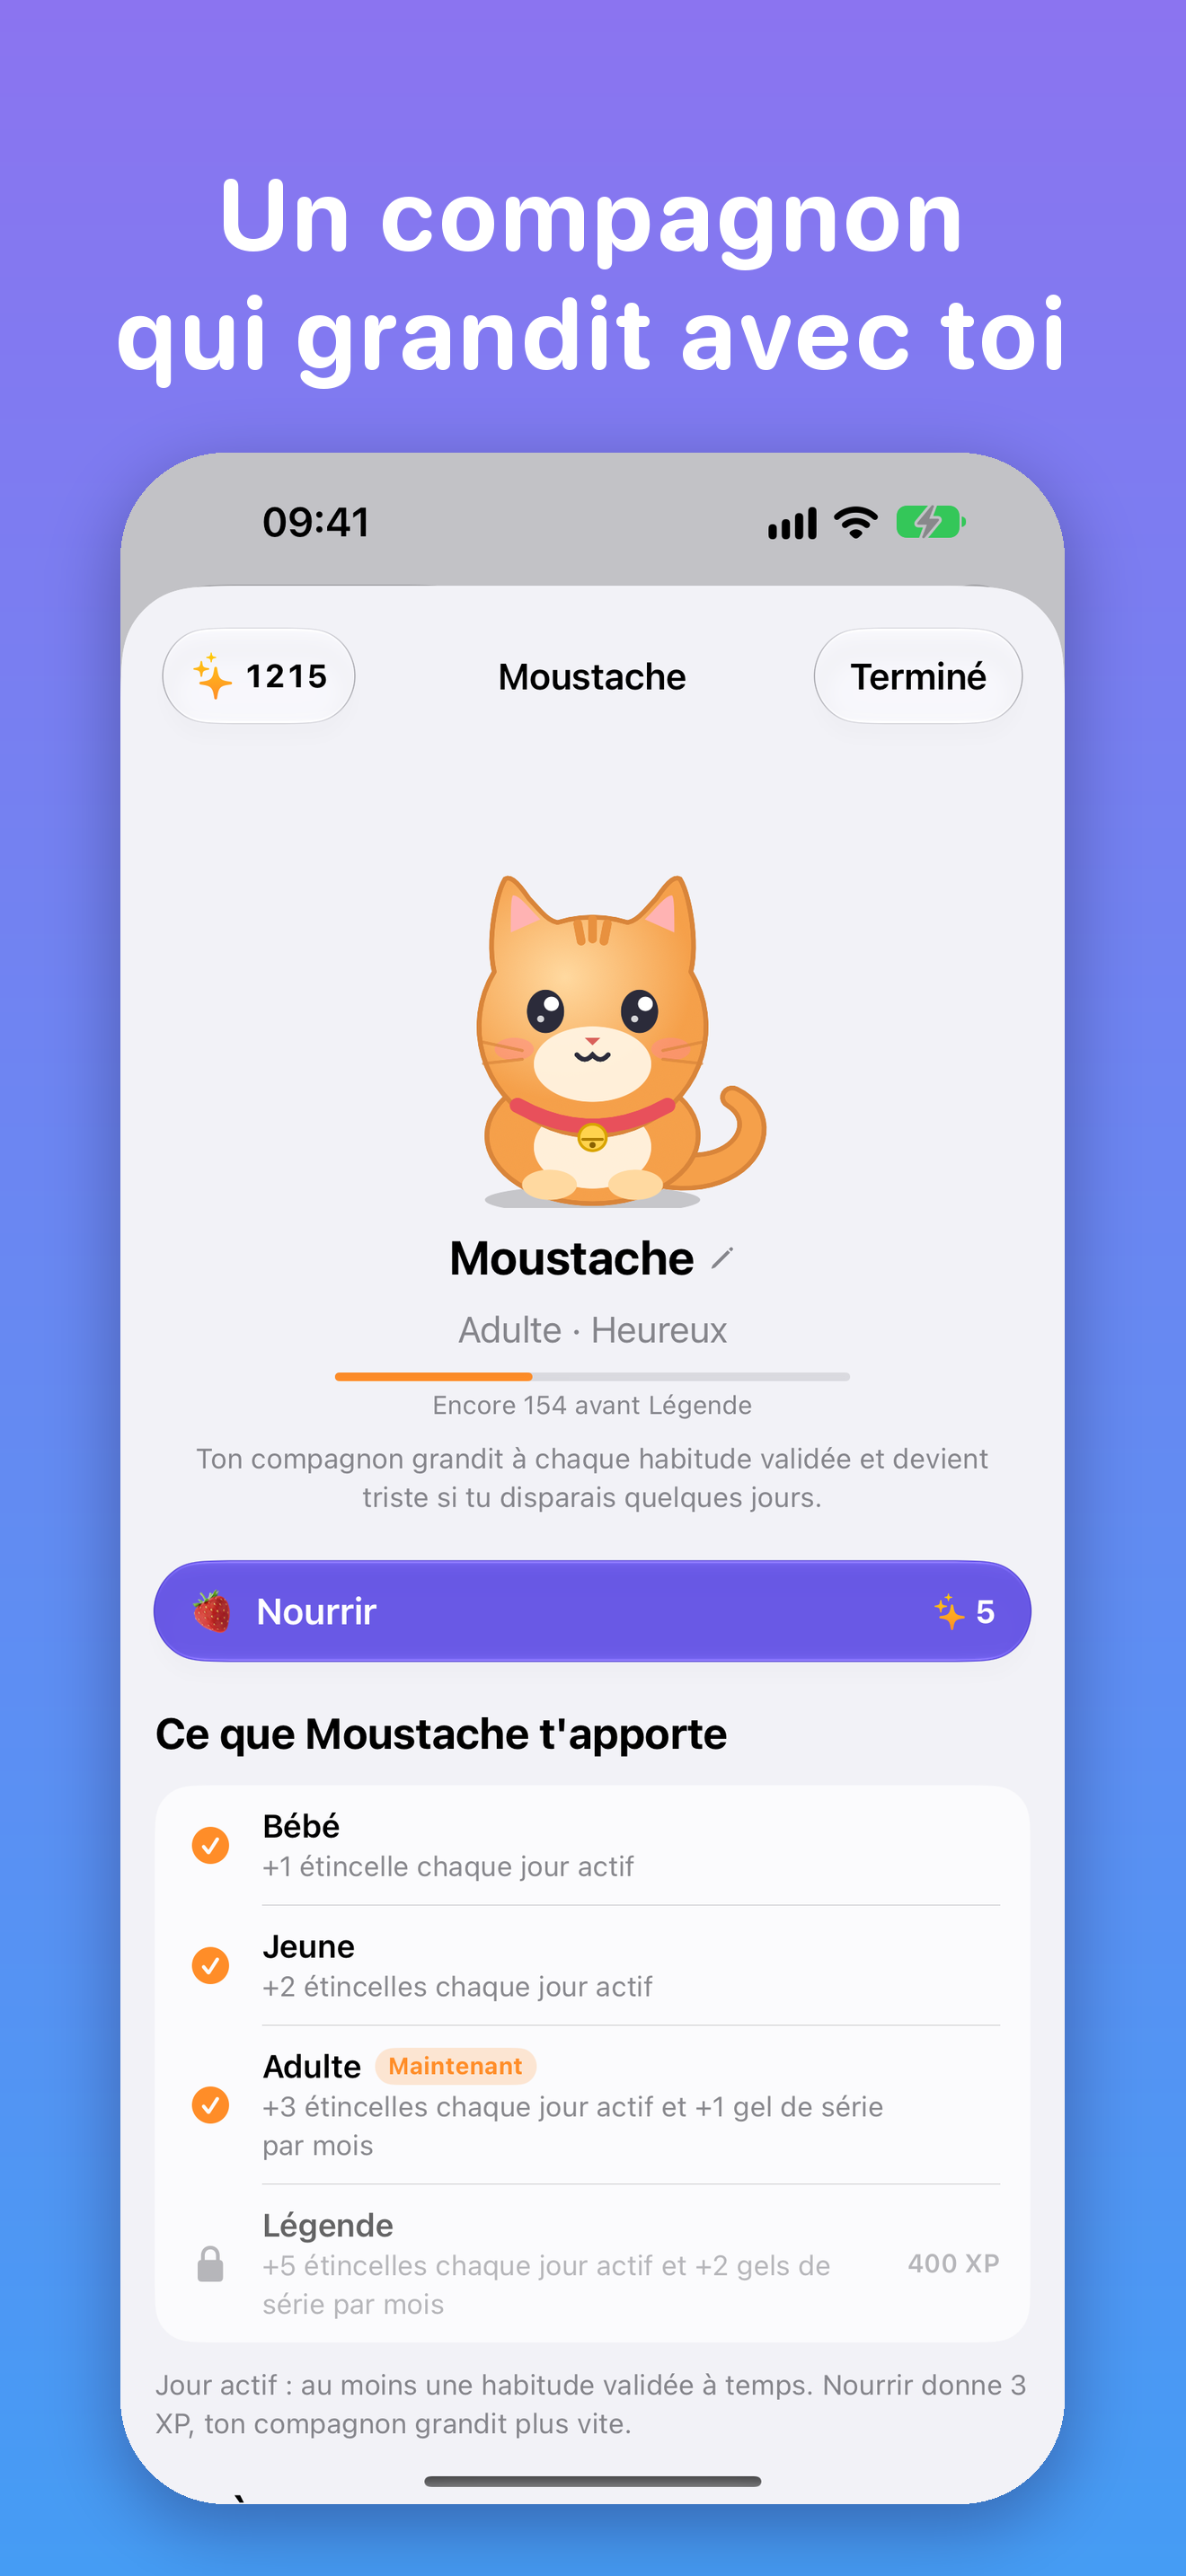 Un compagnon
qui grandit avec toi
09:41
1215
Moustache
Terminé
Moustache
Adulte · Heureux
Encore 154 avant Légende
Ton compagnon grandit à chaque habitude validée et devient
triste si tu disparais quelques jours.
Nourrir
5
Ce que Moustache t'apporte
Bébé
+1 étincelle chaque jour actif
Jeune
+2 étincelles chaque jour actif
Adulte Maintenant
+3 étincelles chaque jour actif et +1 gel de série
par mois
Légende
+5 étincelles chaque jour actif et +2 gels de
série par mois
400 XP
Jour actif : au moins une habitude validée à temps. Nourrir donne 3
XP, ton compagnon grandit plus vite.